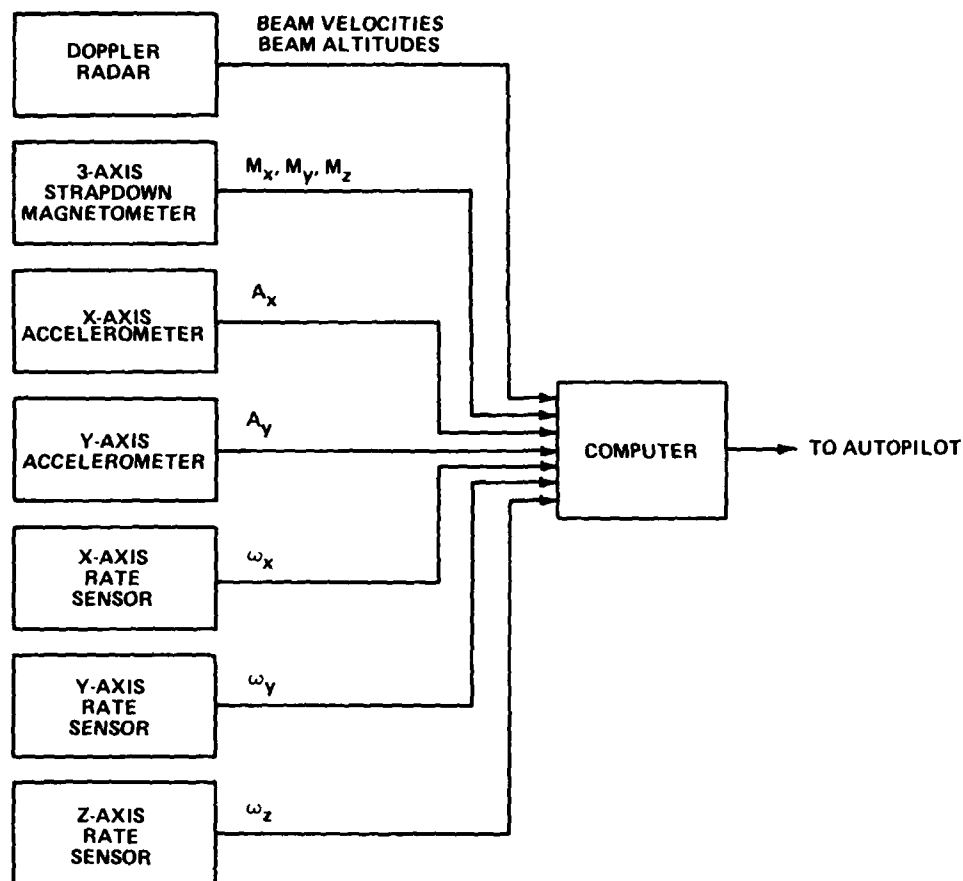 DOPPLER
RADAR
BEAM VELOCITIES
BEAM ALTITUDES
3-AXIS
STRAPDOWN
MAGNETOMETER
Mx, My, Mz
X-AXIS
ACCELEROMETER
Ax
Y-AXIS
ACCELEROMETER
Ay
X-AXIS
RATE
SENSOR
ωx
Y-AXIS
RATE
SENSOR
ωy
Z-AXIS
RATE
SENSOR
ωz
COMPUTER
TO AUTOPILOT